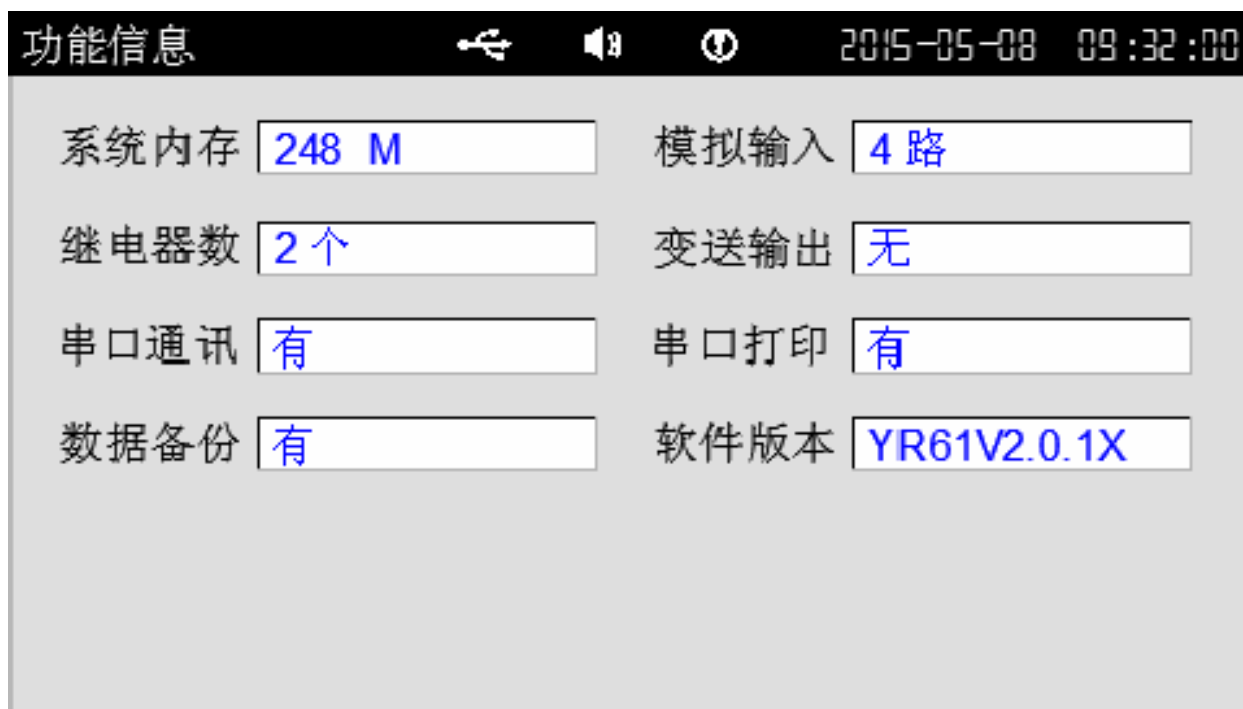 功能信息 2015-05-08 09:32:00
系统内存 248 M 模拟输入 4 路
继电器数 2 个 变送输出 无
串口通讯 有 串口打印 有
数据备份 有 软件版本 YR61V2.0.1X